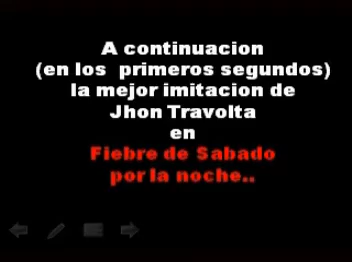 A continuacion
(en los primeros segundos)
la mejor imitacion de
Jhon Travolta
en
Fiebre de Sabado
por la noche..